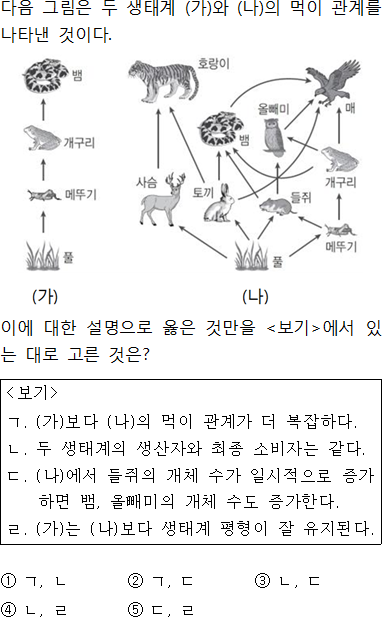 다음 그림은 두 생태계 (가)와 (나)의 먹이 관계를
나타낸 것이다.
뱀
개구리
메뚜기
풀
(가)
호랑이
올빼미
매
뱀
사슴
토끼
들쥐
개구리
메뚜기
풀
(나)
이에 대한 설명으로 옳은 것만을 <보기>에서 있
는 대로 고른 것은?
<보기>
ㄱ. (가)보다 (나)의 먹이 관계가 더 복잡하다.
ㄴ. 두 생태계의 생산자와 최종 소비자는 같다.
ㄷ. (나)에서 들쥐의 개체 수가 일시적으로 증가
하면 뱀, 올빼미의 개체 수도 증가한다.
ㄹ. (가)는 (나)보다 생태계 평형이 잘 유지된다.
① ㄱ, ㄴ ② ㄱ, ㄷ ③ ㄴ, ㄷ
④ ㄴ, ㄹ ⑤ ㄷ, ㄹ